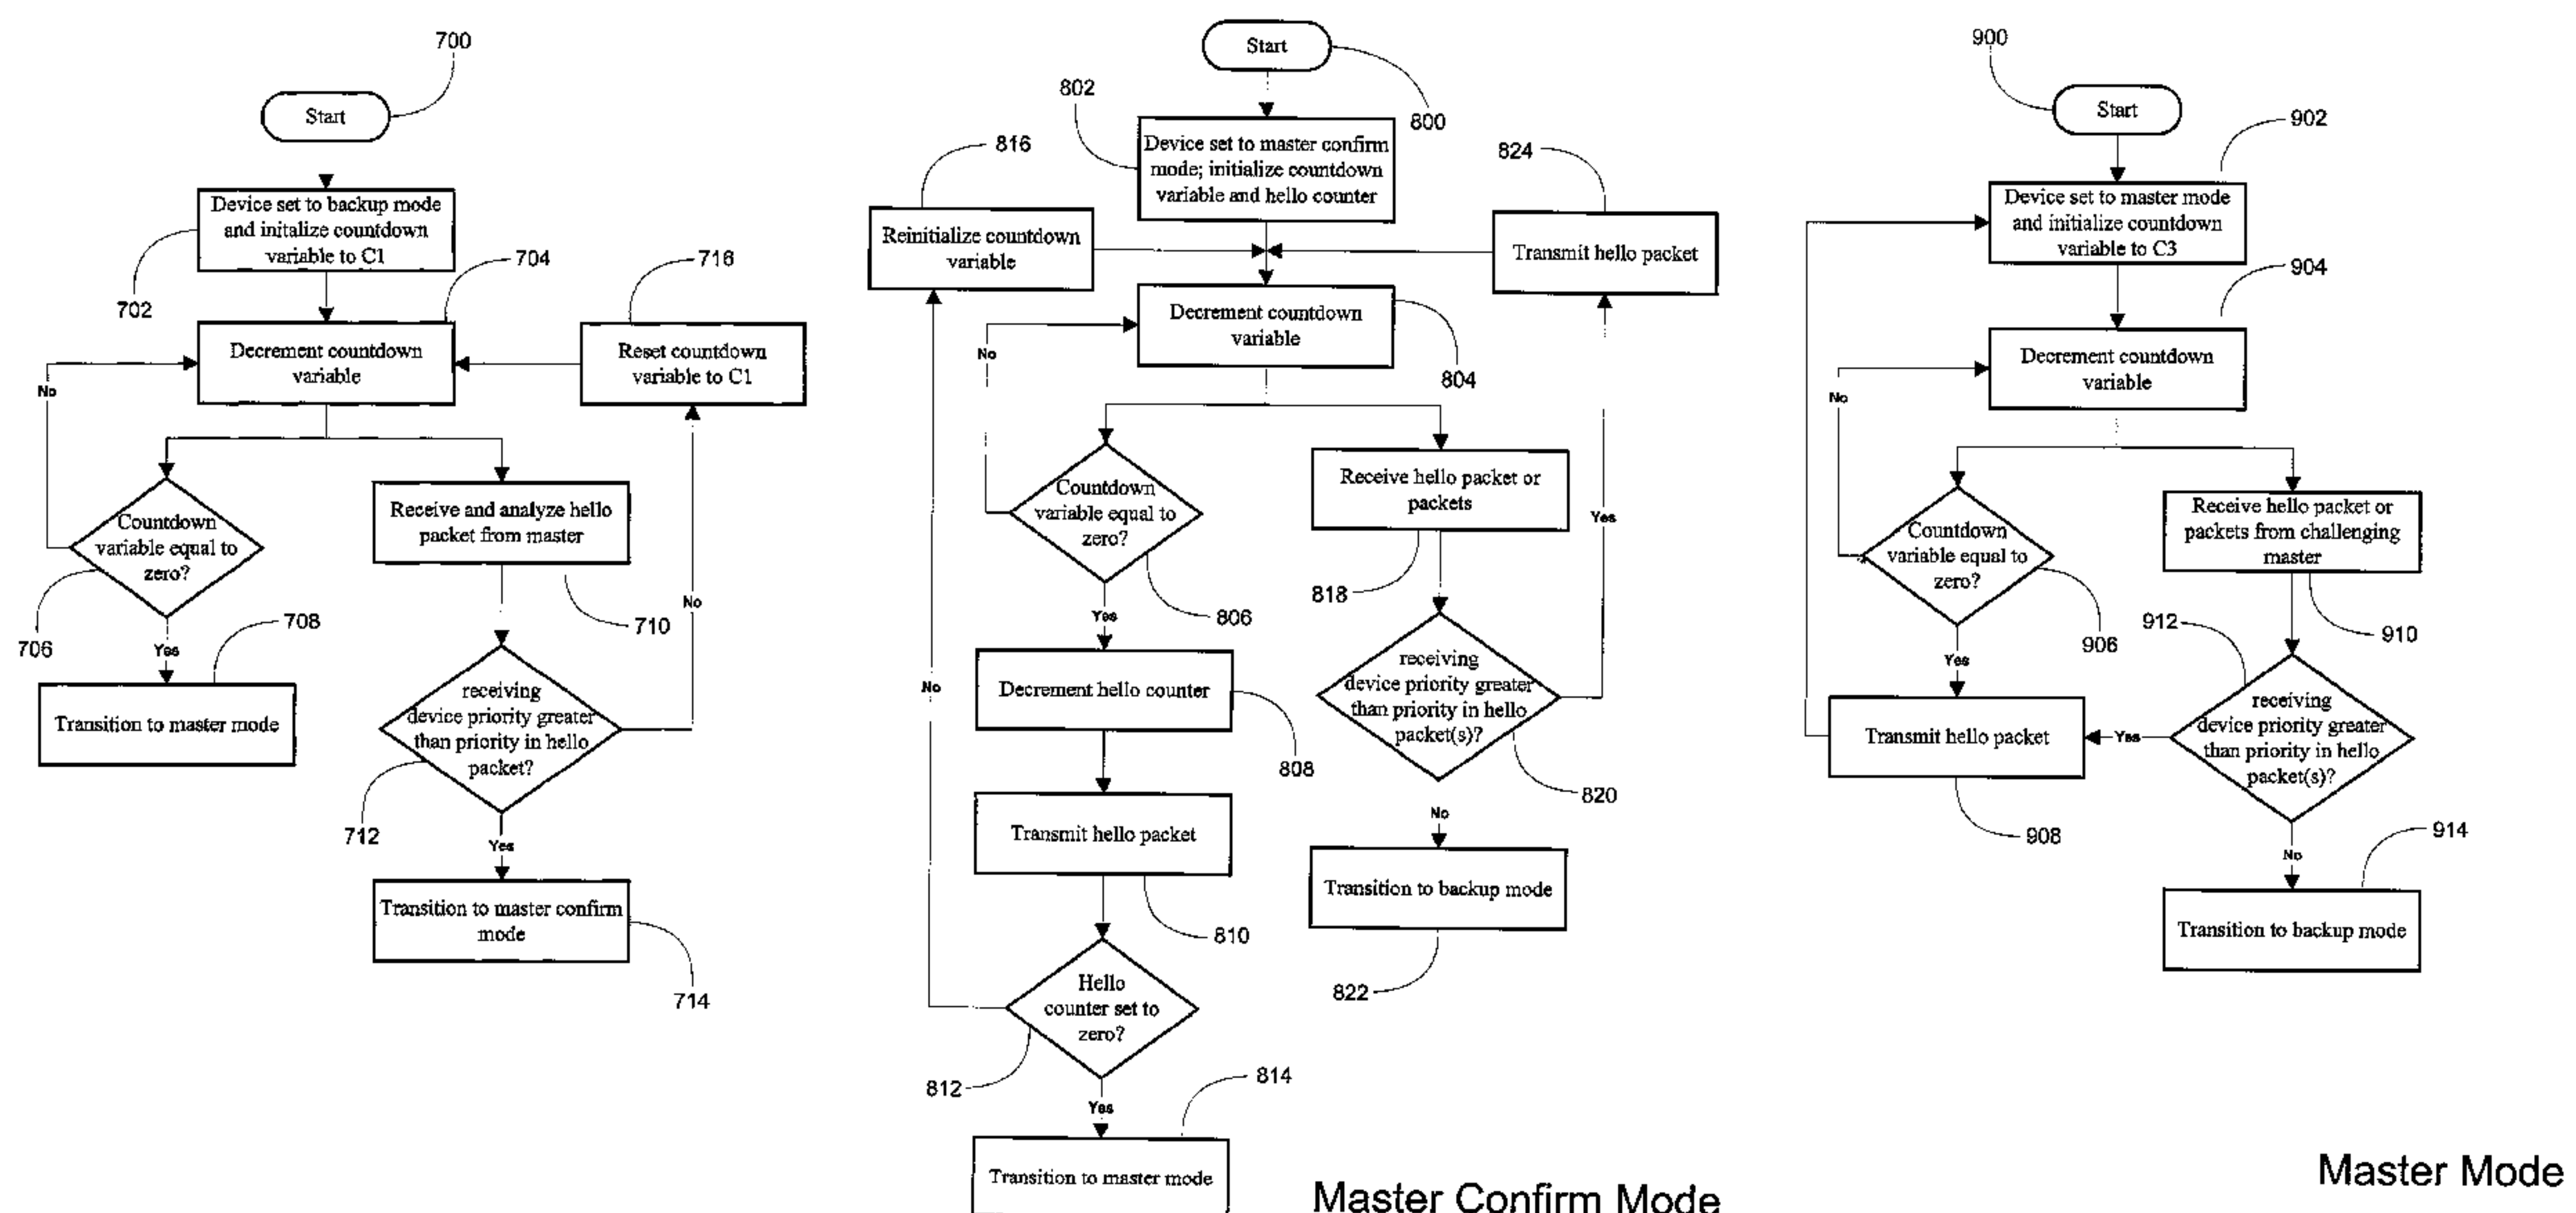 700
Start
Device set to backup mode
and initalize countdown
variable to C1
702
704
716
Decrement countdown
variable
Reset countdown
variable to C1
No
Countdown
variable equal to
zero?
706
Yes
708
Transition to master mode
Receive and analyze hello
packet from master
710
No
receiving
device priority greater
than priority in hello
packet?
712
Yes
Transition to master confirm
mode
714
Start
800
802
Device set to master confirm
mode; initialize countdown
variable and hello counter
816
824
Reinitialize countdown
variable
Transmit hello packet
Decrement countdown
variable
804
No
Countdown
variable equal to
zero?
806
Yes
Receive hello packet or
packets
818
Yes
receiving
device priority greater
than priority in hello
packet(s)?
820
No
Decrement hello counter
808
No
Transmit hello packet
810
Transition to backup mode
822
Hello
counter set to
zero?
812
Yes
814
Transition to master mode
Master Confirm Mode
900
Start
902
Device set to master mode
and initialize countdown
variable to C3
904
Decrement countdown
variable
No
Countdown
variable equal to
zero?
906
Yes
Receive hello packet or
packets from challenging
master
910
912
receiving
device priority greater
than priority in hello
packet(s)?
Yes
Transmit hello packet
908
No
914
Transition to backup mode
Master Mode